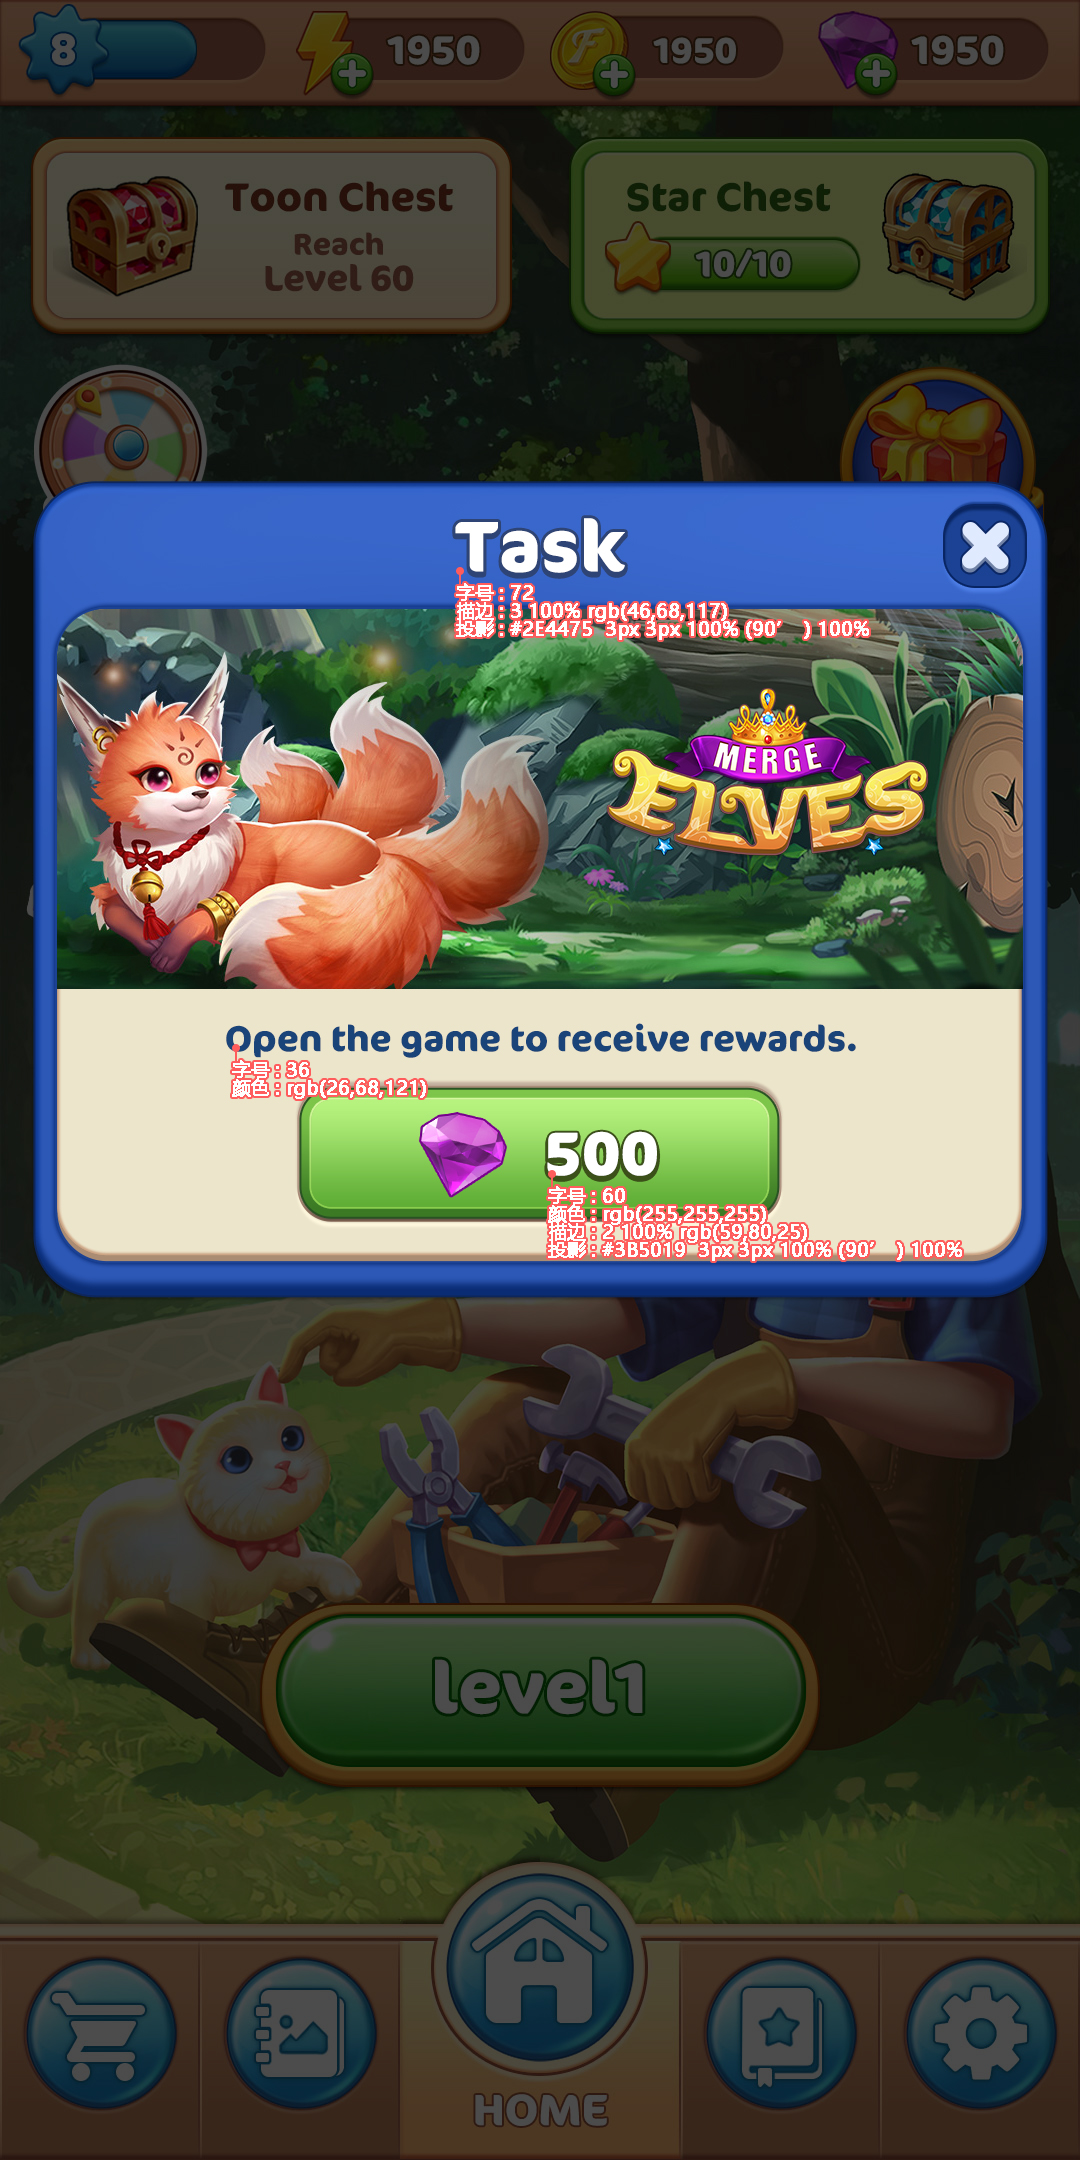 8
1950
1950
1950
Toon Chest
Reach
Level 60
Star Chest
10/10
Task
字号 : 72
描边 : 3 100% rgb(46,68,117)
投影 : #2E4475 3px 3px 100% (90′ ) 100%
MERGE
ELVES
Open the game to receive rewards.
字号 : 36
颜色 : rgb(26,68,121)
500
字号 : 60
颜色 : rgb(255,255,255)
描边 : 2 100% rgb(59,80,25)
投影 : #3B5019 3px 3px 100% (90′ ) 100%
level1
HOME